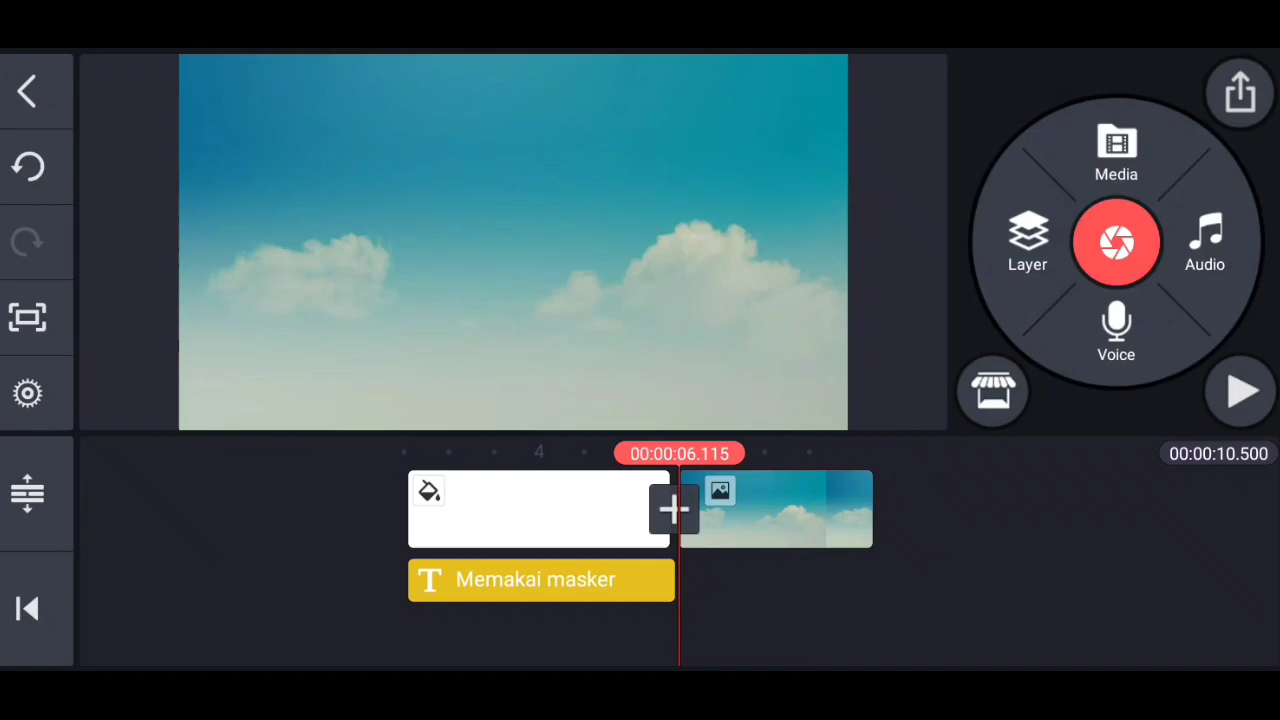 Media
Layer
Audio
Voice
4
00:00:06.115
00:00:10.500
T Memakai masker